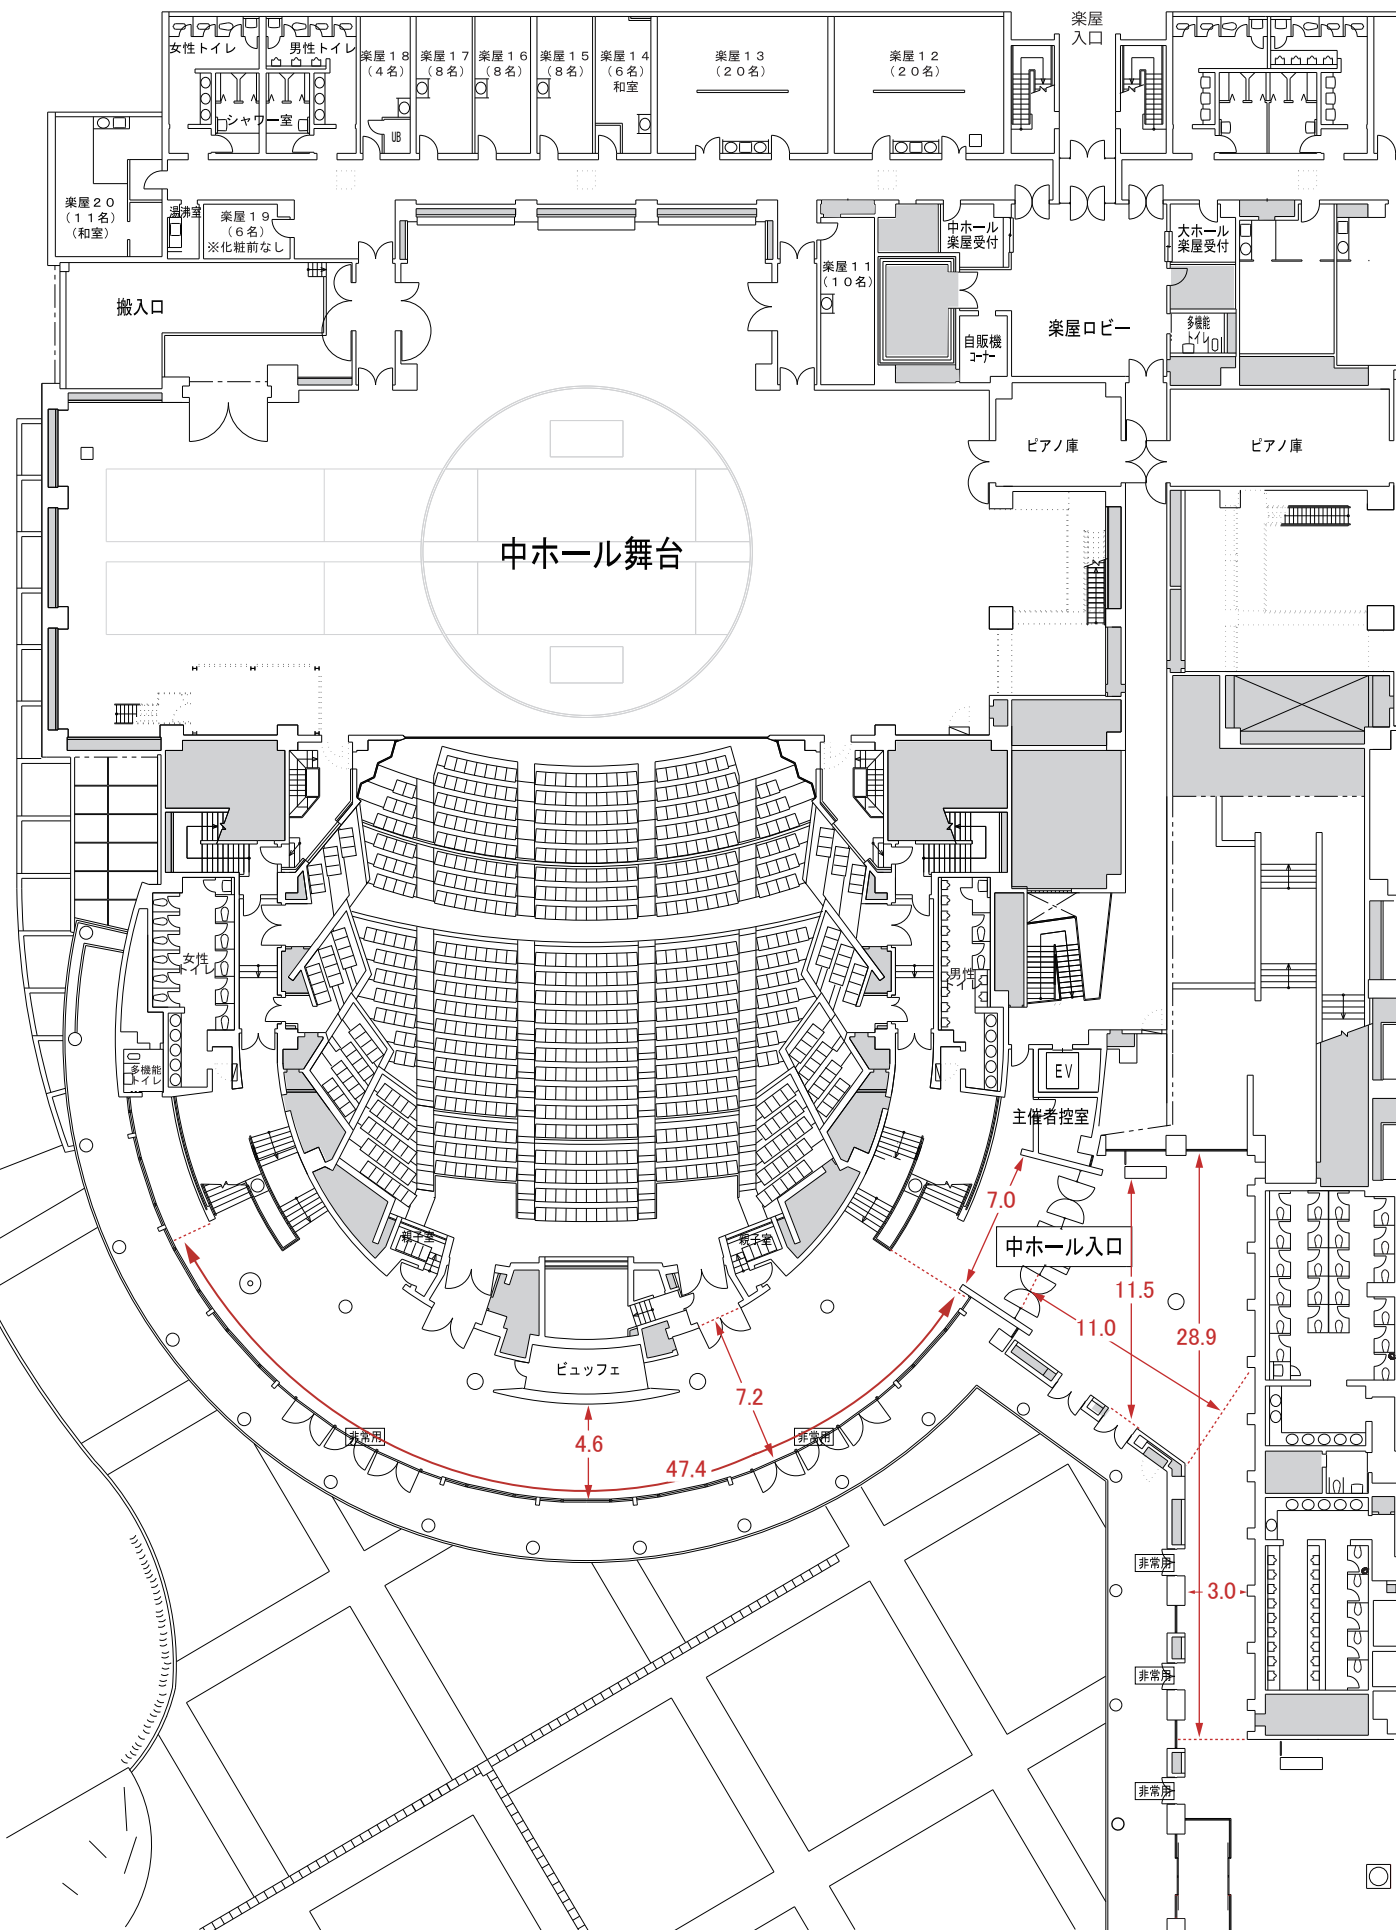 楽屋
入口
女性トイレ
男性トイレ
シャワー室
楽屋18
（4名）
UB
楽屋17
（8名）
楽屋16
（8名）
楽屋15
（8名）
楽屋14
（6名）
和室
楽屋13
（20名）
楽屋12
（20名）
楽屋20
（11名）
（和室）
湯沸室
楽屋19
（6名）
※化粧前なし
搬入口
楽屋11
（10名）
中ホール
楽屋受付
大ホール
楽屋受付
楽屋ロビー
自販機
コーナー
多機能
トイレ
ピアノ庫
ピアノ庫
中ホール舞台
女性
トイレ
男性
トイレ
多機能
トイレ
EV
主催者控室
7.0
中ホール入口
親子室
親子室
11.5
11.0
28.9
ビュッフェ
7.2
4.6
47.4
非常用
非常用
非常用
3.0
非常用
非常用